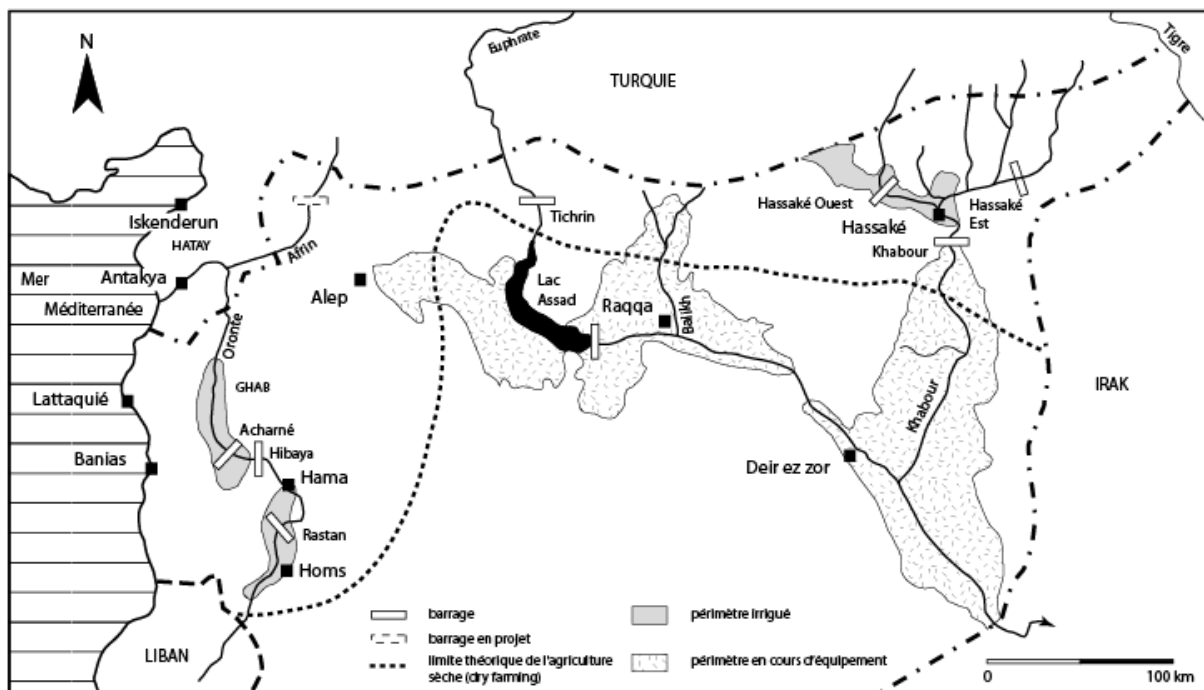 N
Euphrate
TURQUIE
Tigre
Iskenderun
HATAY
Afrin
Tichrin
Hassaké Ouest
Hassaké
Hassaké
Est
Khabour
Mer
Méditerranée
Antakya
Alep
Lac
Assad
Raqqa
Balikh
Oronte
GHAB
IRAK
Lattaquié
Khabour
Acharné
Hibaya
Banias
Hama
Deir ez zor
Rastan
Homs
LIBAN
barrage
barrage en projet
limite théorique de l'agriculture
sèche (dry farming)
périmètre irrigué
périmètre en cours d'équipement
0
100 km